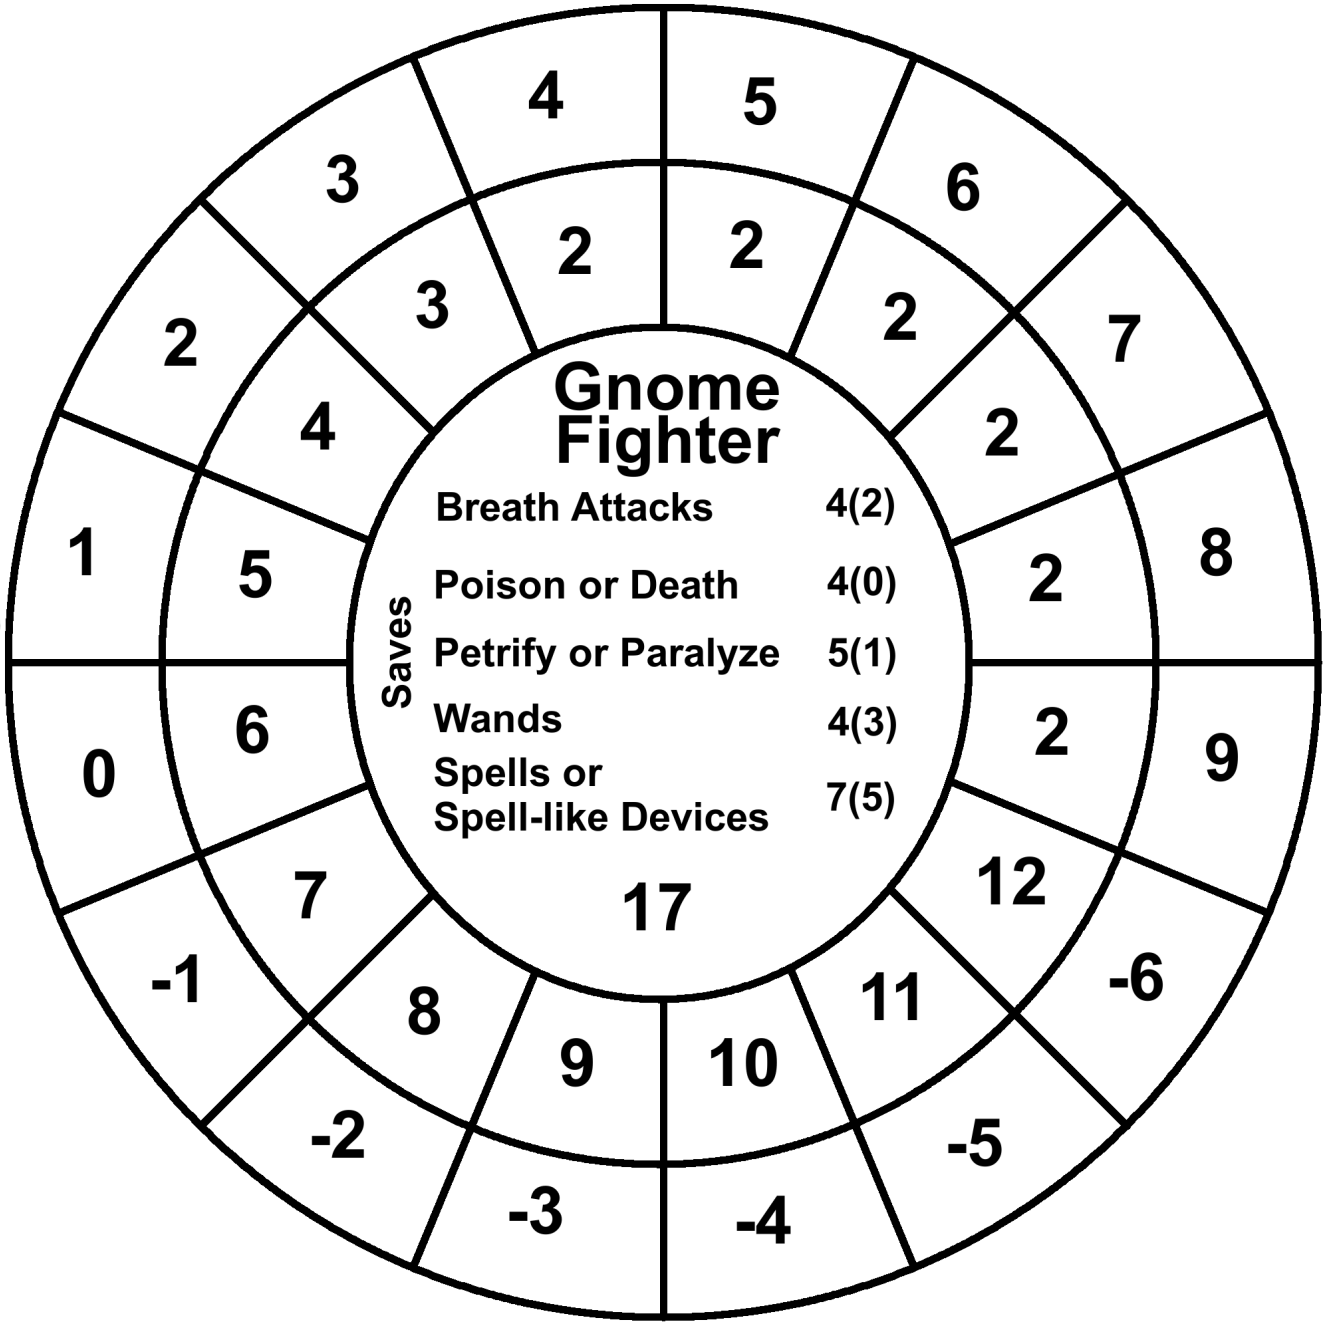 4 5
3 6
2 2
2 7
3 2
4 2
1 8
5 2
6 2
0 9
7 12
-1 -6
8 11
9 10
-2 -5
-3 -4
Gnome
Fighter
Saves
Breath Attacks 4(2)
Poison or Death 4(0)
Petrify or Paralyze 5(1)
Wands 4(3)
Spells or
Spell-like Devices 7(5)
17